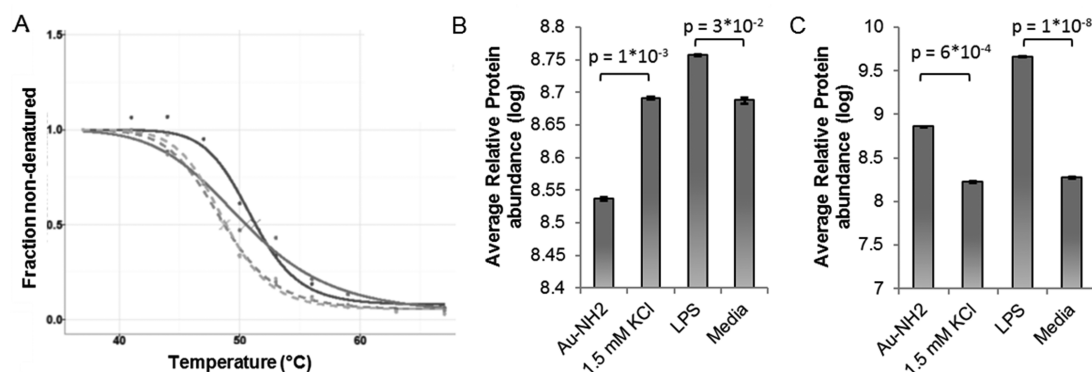 A
1.5
1.0
0.5
0.0
Fraction non-denatured
40
50
60
Temperature (°C)
B
p = 3*10-2
p = 1*10-3
8.8
8.75
8.7
8.65
8.6
8.55
8.5
8.45
8.4
Average Relative Protein
abundance (log)
Au-NH2
1.5 mM KCl
LPS
Media
C
p = 1*10-8
p = 6*10-4
10
9.5
9
8.5
8
7.5
7
Average Relative Protein
abundance (log)
Au-NH2
1.5 mM KCl
LPS
Media